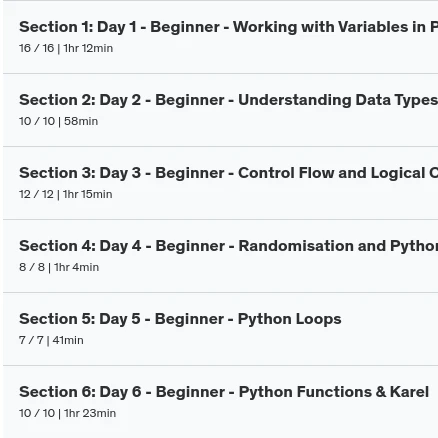 Section 1: Day 1 - Beginner - Working with Variables in
16 / 16 | 1hr 12min
Section 2: Day 2 - Beginner - Understanding Data Types
10 / 10 | 58min
Section 3: Day 3 - Beginner - Control Flow and Logical
12 / 12 | 1hr 15min
Section 4: Day 4 - Beginner - Randomisation and Python
8 / 8 | 1hr 4min
Section 5: Day 5 - Beginner - Python Loops
7 / 7 | 41min
Section 6: Day 6 - Beginner - Python Functions & Karel
10 / 10 | 1hr 23min